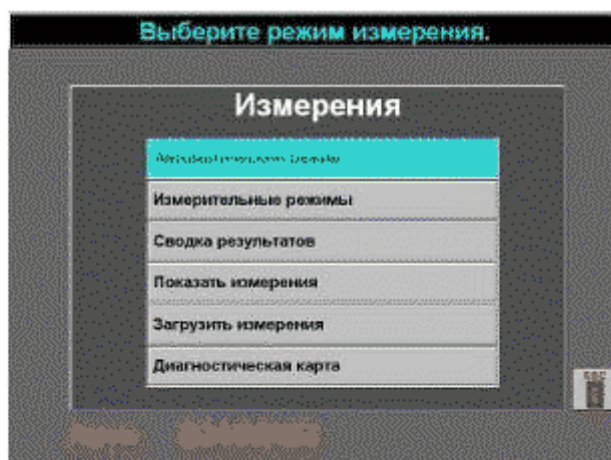 Выберите режим измерения.
Измерения
Измерительные режимы
Сводка результатов
Показать измерения
Загрузить измерения
Диагностическая карта